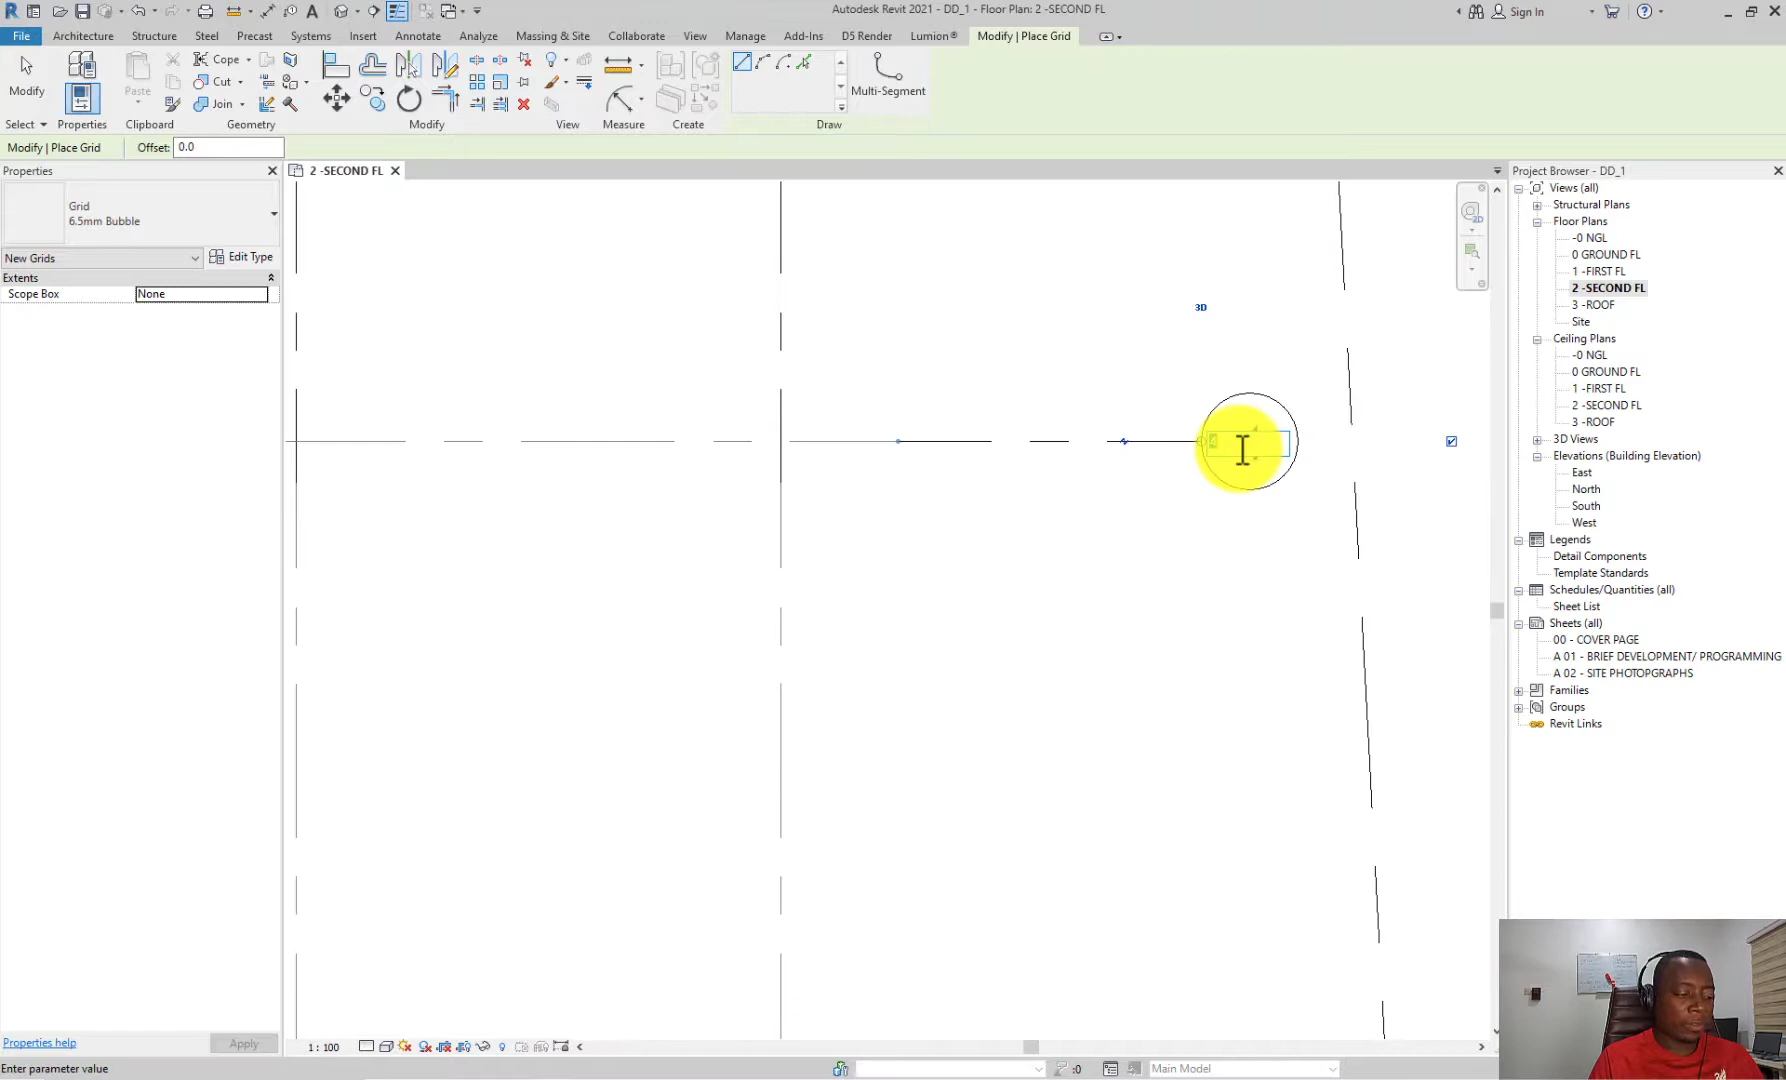 Autodesk Revit 2021 - DD_1 - Floor Plan: 2 -SECOND FL
Sign In
File Architecture Structure Steel Precast Systems Insert Annotate Analyze Massing & Site Collaborate View Manage Add-Ins D5 Render Lumion® Modify | Place Grid
Modify
Paste
Cope
Cut
Join
Multi-Segment
Select Properties Clipboard Geometry Modify View Measure Create Draw
Modify | Place Grid
Offset: 0.0
Properties
Grid
6.5mm Bubble
New Grids
Edit Type
Extents
Scope Box None
Properties help
Apply
2 -SECOND FL
3D
2D
1 : 100
Project Browser - DD_1
Views (all)
Structural Plans
Floor Plans
-0 NGL
0 GROUND FL
1 -FIRST FL
2 -SECOND FL
3 -ROOF
Site
Ceiling Plans
-0 NGL
0 GROUND FL
1 -FIRST FL
2 -SECOND FL
3 -ROOF
3D Views
Elevations (Building Elevation)
East
North
South
West
Legends
Detail Components
Template Standards
Schedules/Quantities (all)
Sheet List
Sheets (all)
00 - COVER PAGE
A 01 - BRIEF DEVELOPMENT/ PROGRAMMING
A 02 - SITE PHOTOPGRAPHS
Families
Groups
Revit Links
Enter parameter value
:0
Main Model